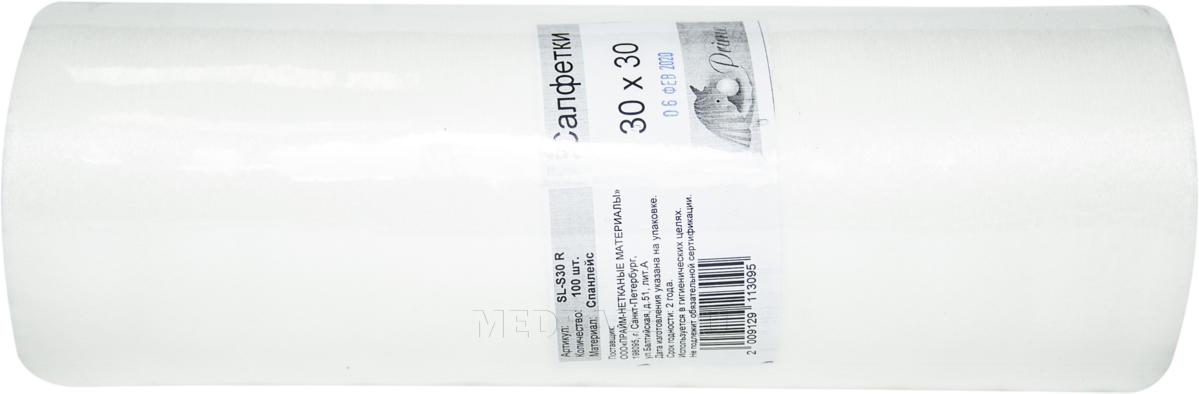 Салфетки
30 x 30
06 ФЕВ 2020
Prime
Артикул: SL-S30 R
Количество: 100 шт.
Материал: Спанлейс
Поставщик:
ООО«ПРАЙМ-НЕТКАНЫЕ МАТЕРИАЛЫ»
198095, г. Санкт-Петербург,
ул.Балтийская, д.51, лит.А
Дата изготовления указана на упаковке.
Срок годности: 2 года.
Используется в гигиенических целях.
Не подлежит обязательной сертификации.
2 009129 113095